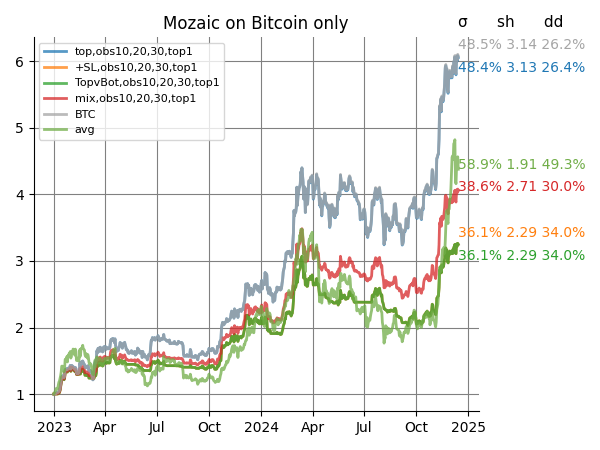 Mozaic on Bitcoin only
σ sh dd
48.5% 3.14 26.2%
48.4% 3.13 26.4%
58.9% 1.91 49.3%
38.6% 2.71 30.0%
36.1% 2.29 34.0%
36.1% 2.29 34.0%
top,obs10,20,30,top1
+SL,obs10,20,30,top1
TopvBot,obs10,20,30,top1
mix,obs10,20,30,top1
BTC
avg
6
5
4
3
2
1
2023 Apr Jul Oct 2024 Apr Jul Oct 2025